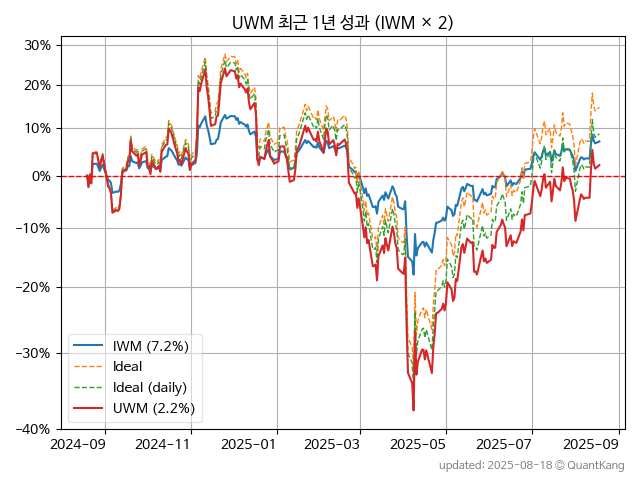 UWM 최근 1년 성과 (IWM × 2)
30%
20%
10%
0%
−10%
−20%
−30%
−40%
IWM (7.2%)
Ideal
Ideal (daily)
UWM (2.2%)
2024−09 2024−11 2025−01 2025−03 2025−05 2025−07 2025−09
updated: 2025-08-18 © QuantKang